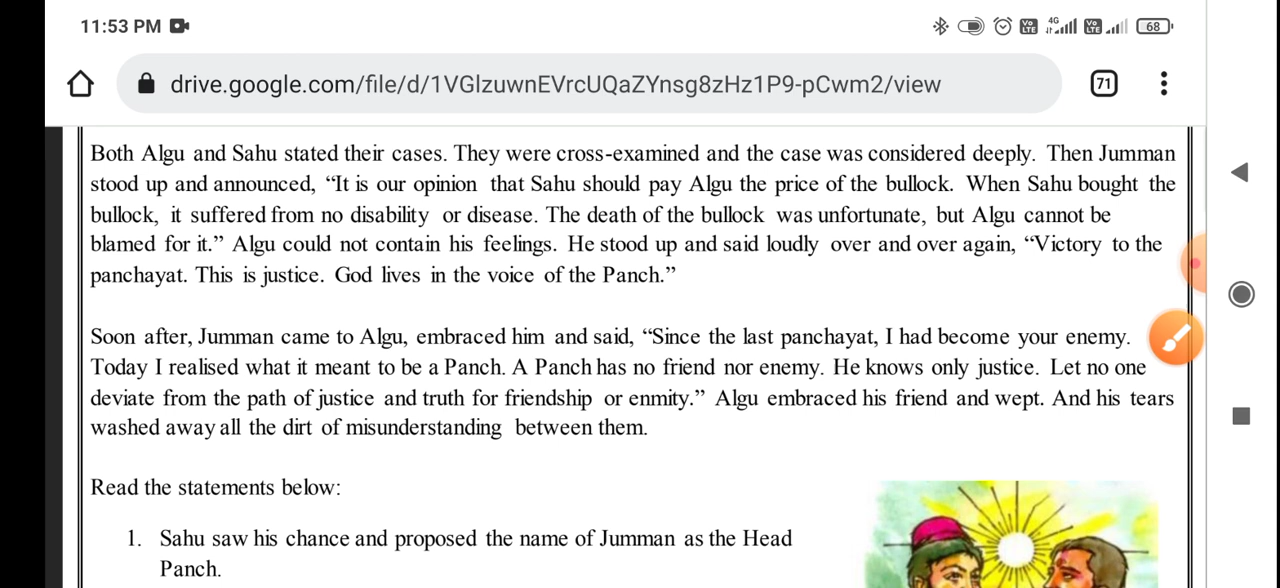 11:53 PM
4G
Vo
LTE
Vo
LTE
68
drive.google.com/file/d/1VGlzuwnEVrcUQaZYnsg8zHz1P9-pCwm2/view
71
Both Algu and Sahu stated their cases. They were cross-examined and the case was considered deeply. Then Jumman
stood up and announced, “It is our opinion that Sahu should pay Algu the price of the bullock. When Sahu bought the
bullock, it suffered from no disability or disease. The death of the bullock was unfortunate, but Algu cannot be
blamed for it.” Algu could not contain his feelings. He stood up and said loudly over and over again, “Victory to the
panchayat. This is justice. God lives in the voice of the Panch.”
Soon after, Jumman came to Algu, embraced him and said, “Since the last panchayat, I had become your enemy.
Today I realised what it meant to be a Panch. A Panch has no friend nor enemy. He knows only justice. Let no one
deviate from the path of justice and truth for friendship or enmity.” Algu embraced his friend and wept. And his tears
washed away all the dirt of misunderstanding between them.
Read the statements below:
1. Sahu saw his chance and proposed the name of Jumman as the Head
Panch.